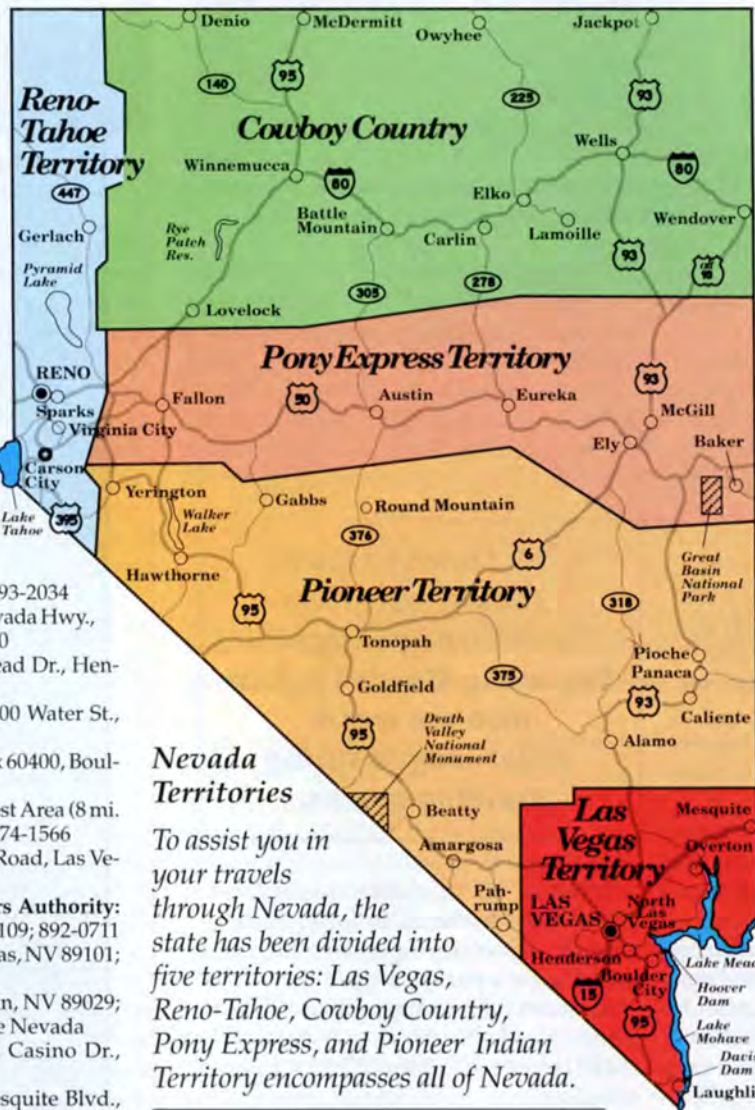 Denio
McDermitt
Owyhee
Jackpot
95
140
225
93
Reno-
Tahoe
Territory
Cowboy Country
Wells
Winnemucca
80
80
447
Elko
Battle
Mountain
Wendover
Gerlach
Rye
Patch
Res.
Carlin
Lamoille
93
Pyramid
Lake
305
278
Lovelock
Pony Express Territory
RENO
93
Sparks
Fallon
50
Austin
Eureka
McGill
Virginia City
Ely
Baker
Carson
City
Yerington
Gabbs
Round Mountain
Lake
Tahoe
395
Walker
Lake
376
6
Great
Basin
National
Park
Hawthorne
Pioneer Territory
95
318
Tonopah
Pioche
375
Panaca
Goldfield
93
Caliente
95
Death
Valley
National
Monument
Alamo
Beatty
Las
Vegas
Territory
Mesquite
Amargosa
Overton
Pah-
rump
LAS
VEGAS
North
Las
Vegas
Henderson
Lake Mead
Boulder
City
15
Hoover
Dam
95
Lake
Mohave
Davis
Dam
Laughli
93-2034
vada Hwy.,
0
ead Dr., Hen-
00 Water St.,
x 60400, Boul-
est Area (8 mi.
74-1566
Road, Las Ve-
rs Authority:
109; 892-0711
as, NV 89101;
in, NV 89029;
e Nevada
Casino Dr.,
squite Blvd.,
Nevada
Territories
To assist you in
your travels
through Nevada, the
state has been divided into
five territories: Las Vegas,
Reno-Tahoe, Cowboy Country,
Pony Express, and Pioneer Indian
Territory encompasses all of Nevada.